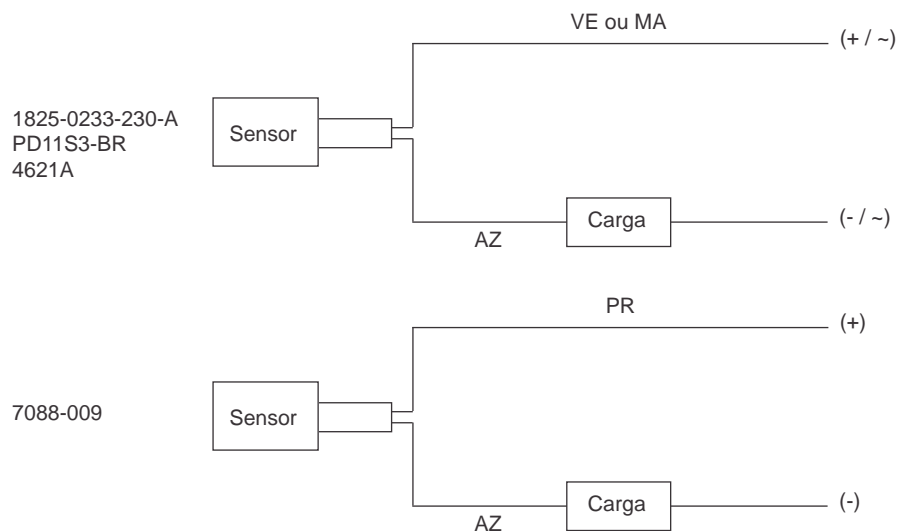 VE ou MA
(+ / ~)
1825-0233-230-A
PD11S3-BR
4621A
Sensor
Carga
(- / ~)
AZ
PR
(+)
7088-009
Sensor
Carga
(-)
AZ